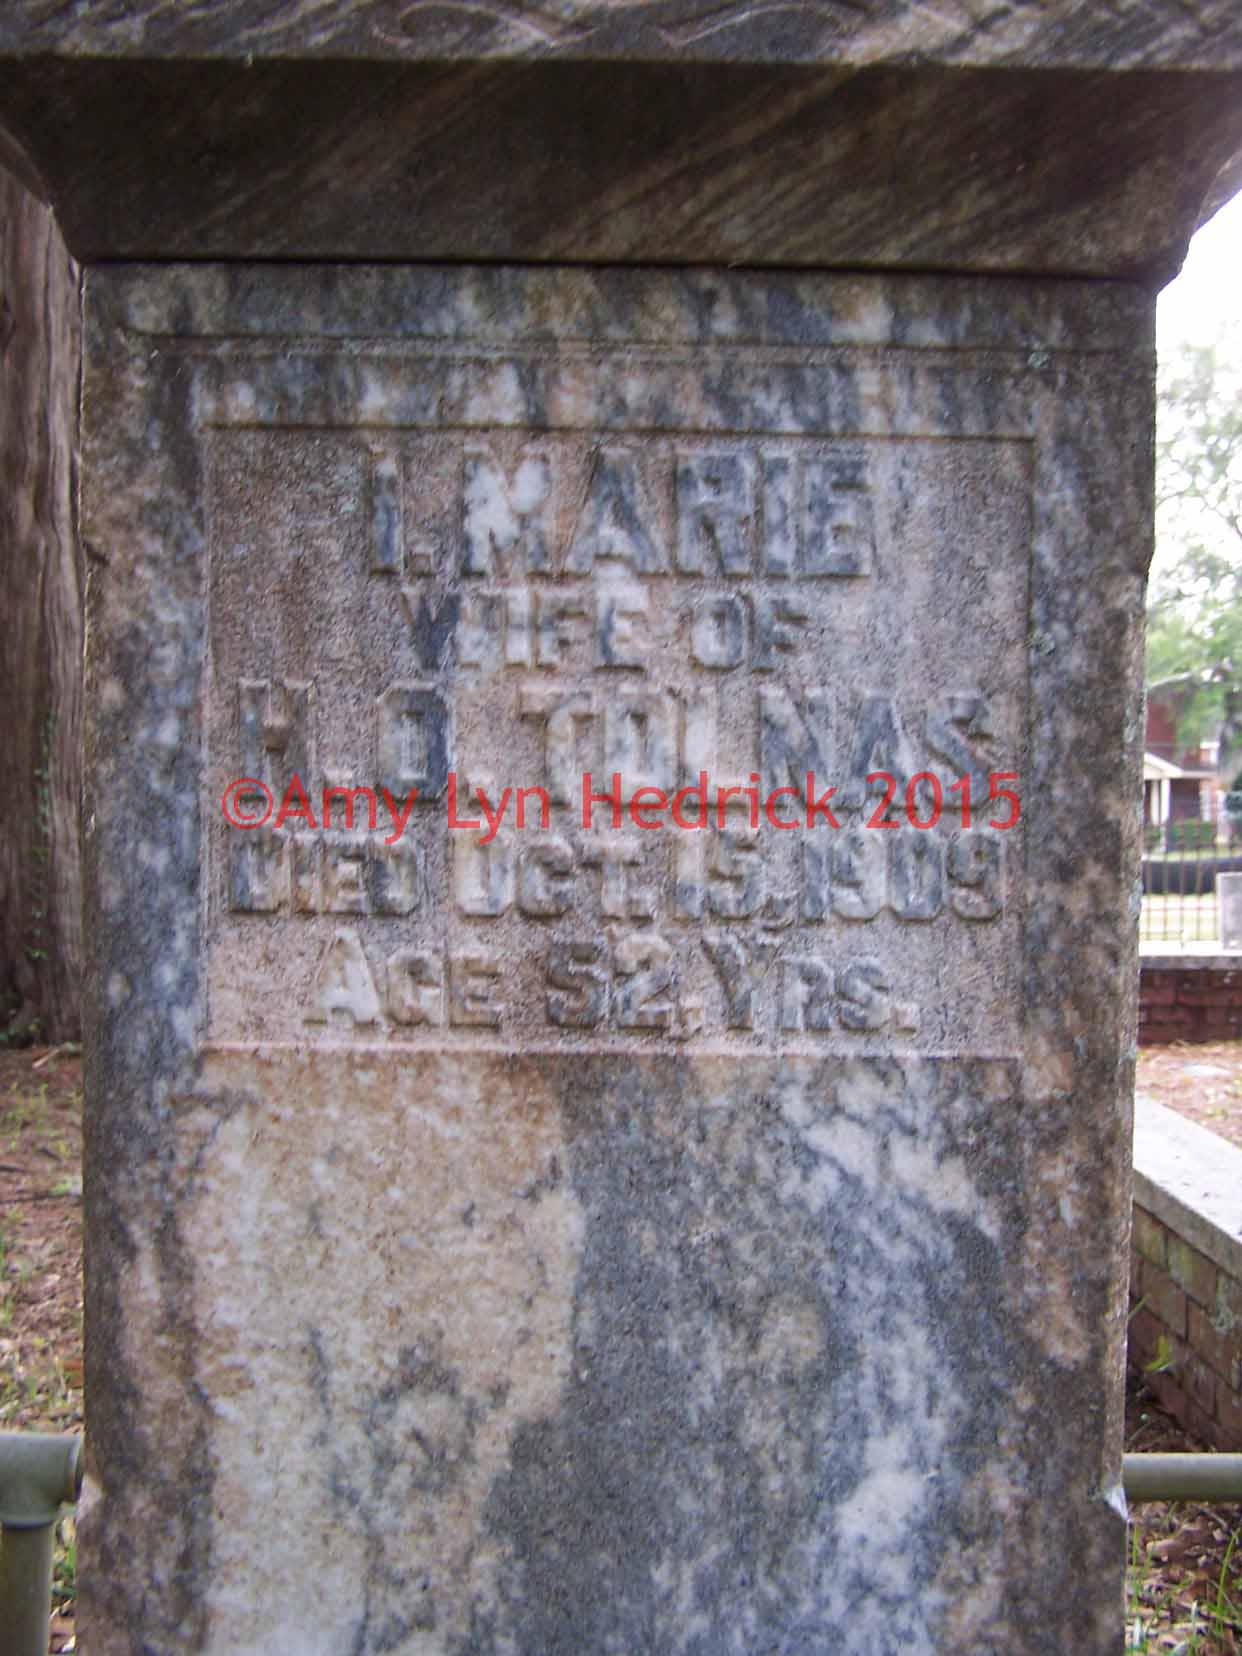 I. MARIE
WIFE OF
H. O. TOLNAS
©Amy Lyn Hedrick 2015
DIED OCT. 15, 1909
AGE 52. YRS.